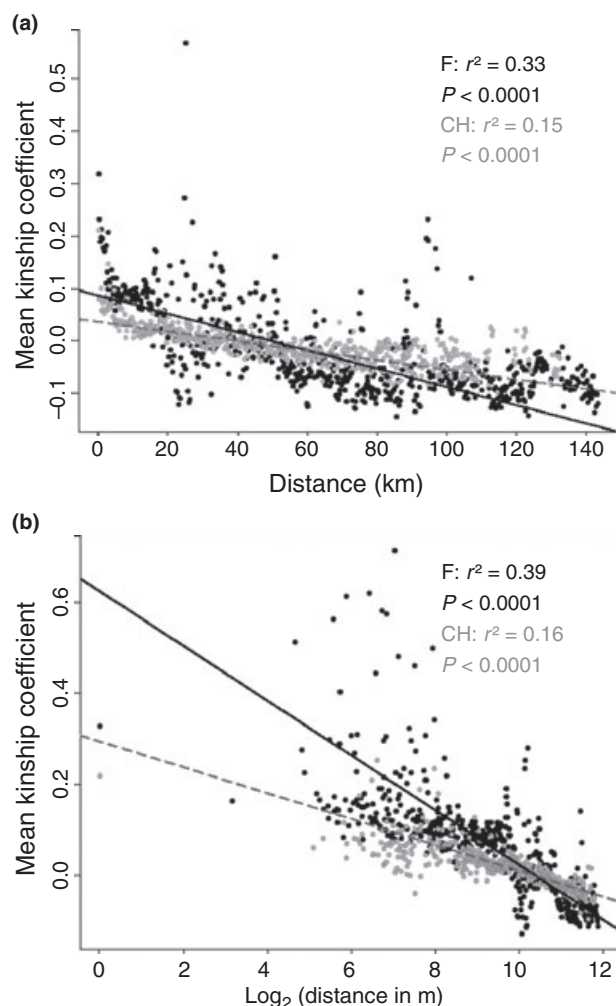 (a)
F: r² = 0.33
P < 0.0001
CH: r² = 0.15
P < 0.0001
Mean kinship coefficient
0.5
0.4
0.3
0.2
0.1
0.0
−0.1
0 20 40 60 80 100 120 140
Distance (km)
(b)
F: r² = 0.39
P < 0.0001
CH: r² = 0.16
P < 0.0001
Mean kinship coefficient
0.6
0.4
0.2
0.0
0 2 4 6 8 10 12
Log₂ (distance in m)